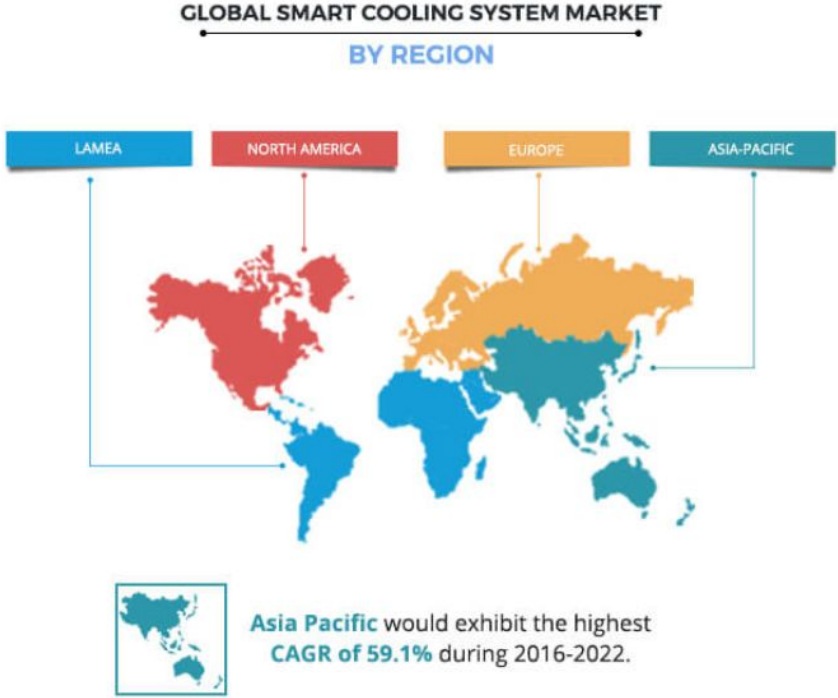 GLOBAL SMART COOLING SYSTEM MARKET
BY REGION
LAMEA
NORTH AMERICA
EUROPE
ASIA-PACIFIC
Asia Pacific would exhibit the highest
CAGR of 59.1% during 2016-2022.